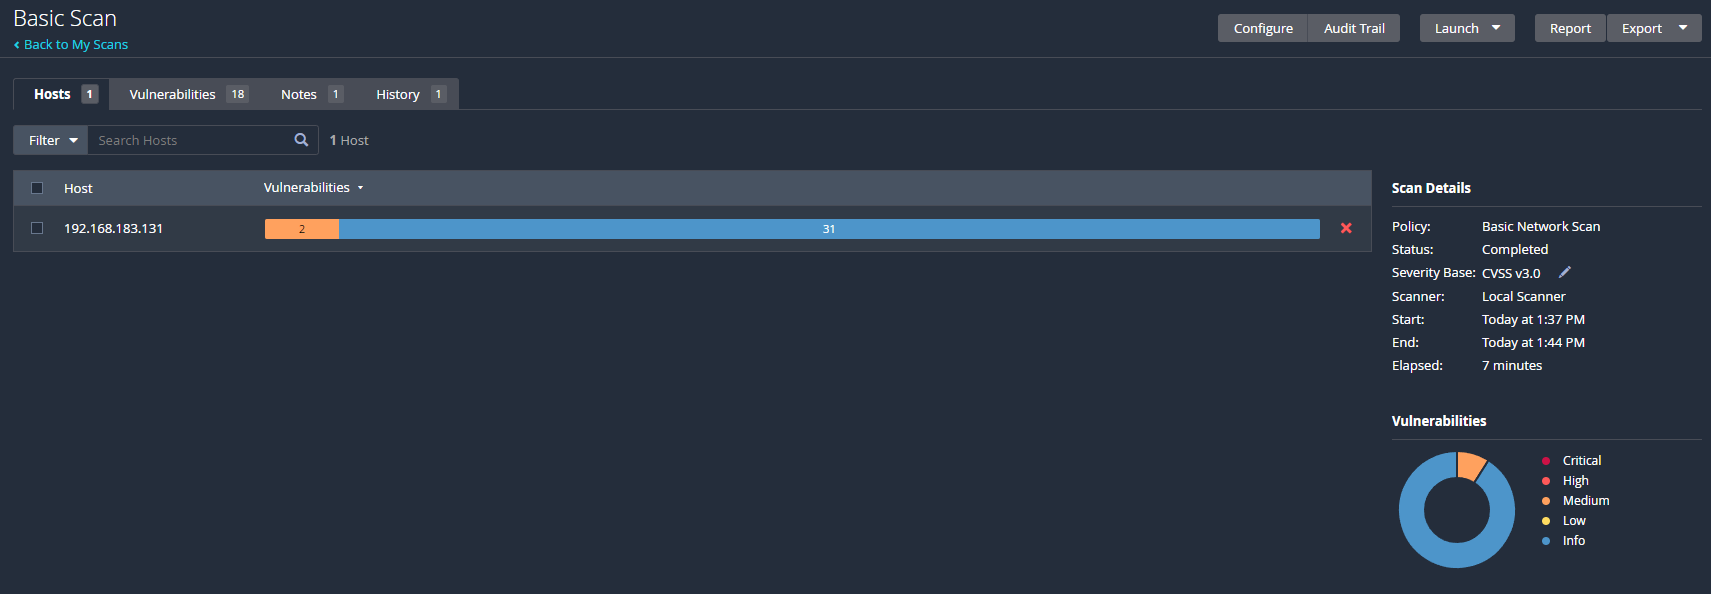 Basic Scan
Back to My Scans
Configure Audit Trail Launch Report Export
Hosts 1 Vulnerabilities 18 Notes 1 History 1
Filter Search Hosts 1 Host
Host Vulnerabilities
192.168.183.131 2 31
Scan Details
Policy: Basic Network Scan
Status: Completed
Severity Base: CVSS v3.0
Scanner: Local Scanner
Start: Today at 1:37 PM
End: Today at 1:44 PM
Elapsed: 7 minutes
Vulnerabilities
Critical
High
Medium
Low
Info